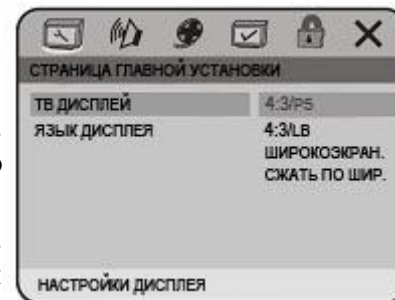 СТРАНИЦА ГЛАВНОЙ УСТАНОВКИ
ТВ ДИСПЛЕЙ 4:3/PS
ЯЗЫК ДИСПЛЕЯ 4:3/LB
ШИРОКОЭКРАН.
СЖАТЬ ПО ШИР.
НАСТРОЙКИ ДИСПЛЕЯ